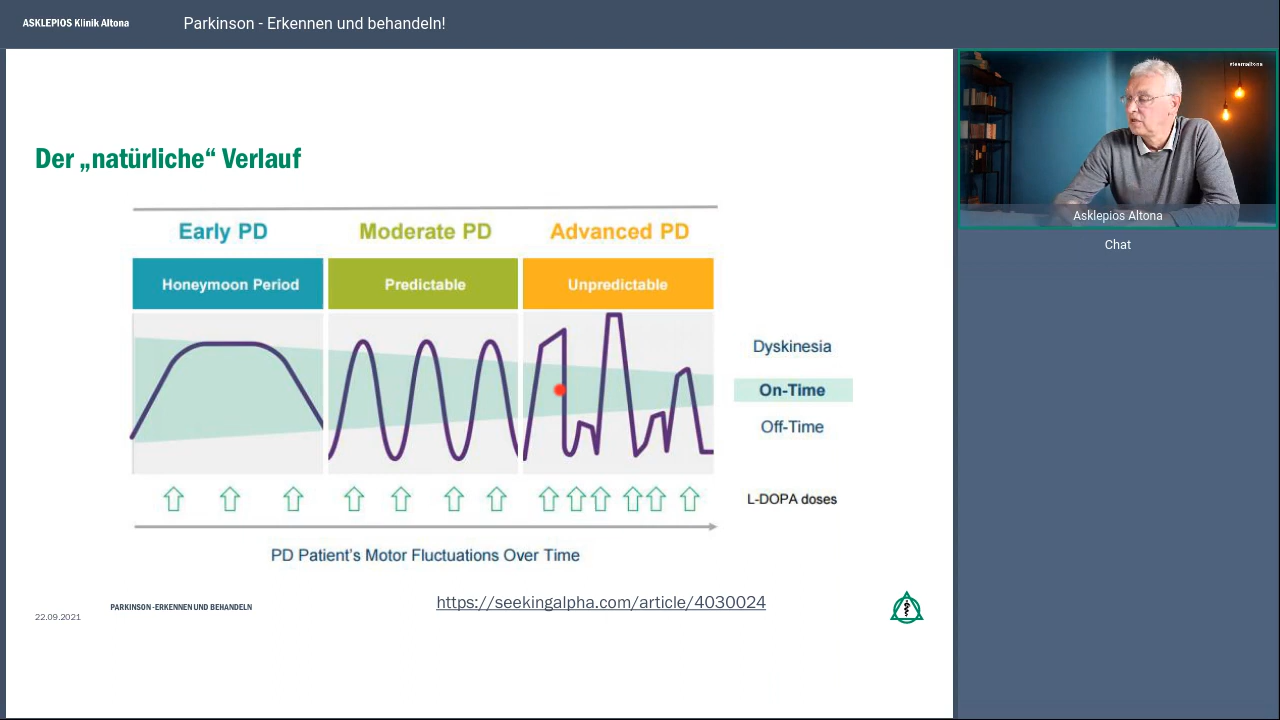 ASKLEPIOS Klinik Altona
Parkinson - Erkennen und behandeln!
#teamaltona
Asklepios Altona
Chat
Der „natürliche“ Verlauf
Early PD
Moderate PD
Advanced PD
Honeymoon Period
Predictable
Unpredictable
Dyskinesia
On-Time
Off-Time
L-DOPA doses
PD Patient's Motor Fluctuations Over Time
https://seekingalpha.com/article/4030024
PARKINSON -ERKENNEN UND BEHANDELN
22.09.2021